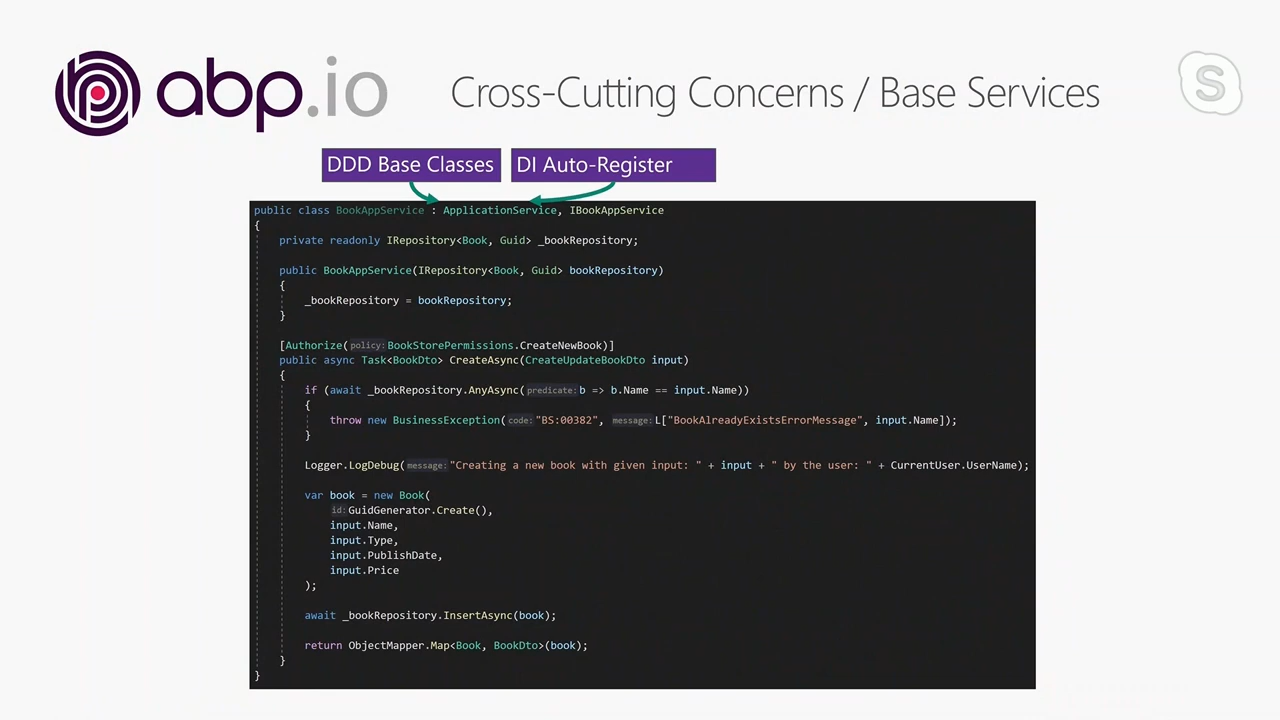 abp.io
Cross-Cutting Concerns / Base Services
S
DDD Base Classes
DI Auto-Register
public class BookAppService : ApplicationService, IBookAppService
{
private readonly IRepository<Book, Guid> _bookRepository;
public BookAppService(IRepository<Book, Guid> bookRepository)
{
_bookRepository = bookRepository;
}
[Authorize(policy:BookStorePermissions.CreateNewBook)]
public async Task<BookDto> CreateAsync(CreateUpdateBookDto input)
{
if (await _bookRepository.AnyAsync(predicate:b => b.Name == input.Name))
{
throw new BusinessException(code:"BS:00382", message:L["BookAlreadyExistsErrorMessage", input.Name]);
}
Logger.LogDebug(message:"Creating a new book with given input: " + input + " by the user: " + CurrentUser.UserName);
var book = new Book(
id:GuidGenerator.Create(),
input.Name,
input.Type,
input.PublishDate,
input.Price
);
await _bookRepository.InsertAsync(book);
return ObjectMapper.Map<Book, BookDto>(book);
}
}